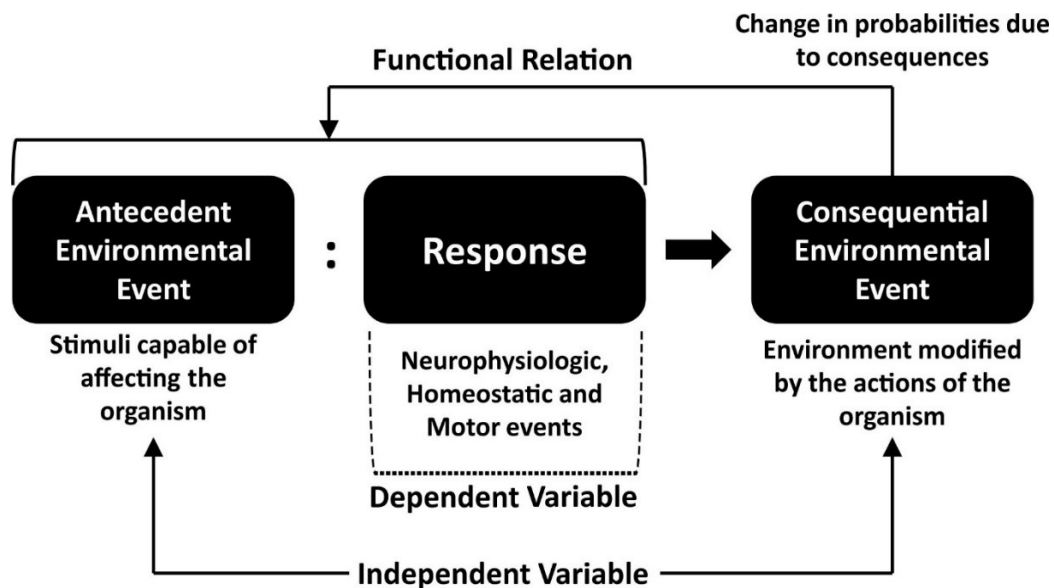 Change in probabilities due
to consequences
Functional Relation
Antecedent
Environmental
Event
:
Response
Consequential
Environmental
Event
Stimuli capable of
affecting the
organism
Neurophysiologic,
Homeostatic and
Motor events
Environment modified
by the actions of the
organism
Dependent Variable
Independent Variable